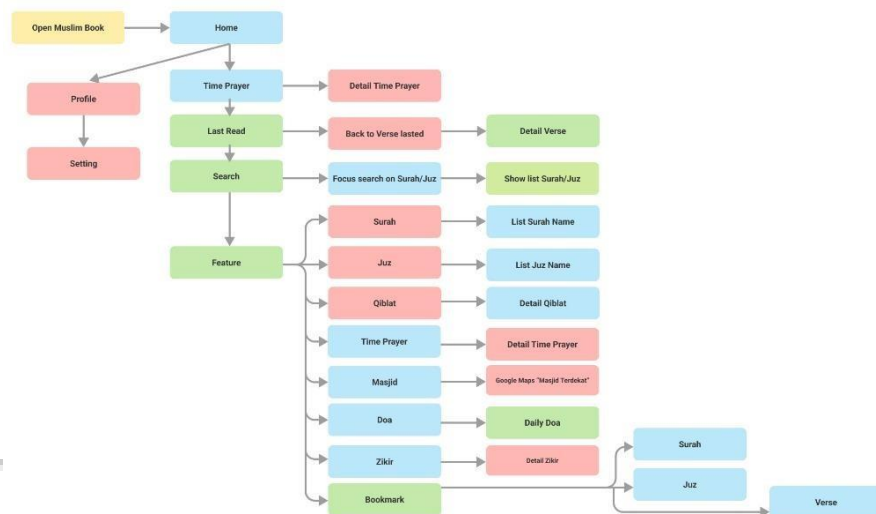 Open Muslim Book
Home
Time Prayer
Detail Time Prayer
Profile
Last Read
Back to Verse lasted
Detail Verse
Setting
Search
Focus search on Surah/Juz
Show list Surah/Juz
Surah
List Surah Name
Feature
Juz
List Juz Name
Qiblat
Detail Qiblat
Time Prayer
Detail Time Prayer
Masjid
Google Maps "Masjid Terdekat"
Doa
Daily Doa
Surah
Zikir
Detail Zikir
Juz
Bookmark
Verse